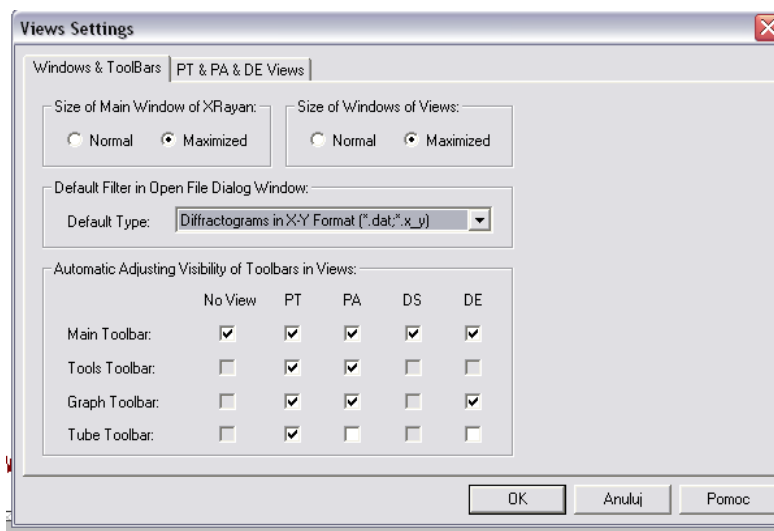 Views Settings
Windows & ToolBars PT & PA & DE Views
Size of Main Window of XRayan: Size of Windows of Views:
Normal Maximized Normal Maximized
Default Filter in Open File Dialog Window:
Default Type: Diffractograms in X-Y Format (*.dat;*.x_y)
Automatic Adjusting Visibility of Toolbars in Views:
No View PT PA DS DE
Main Toolbar:
Tools Toolbar:
Graph Toolbar:
Tube Toolbar:
OK Anuluj Pomoc